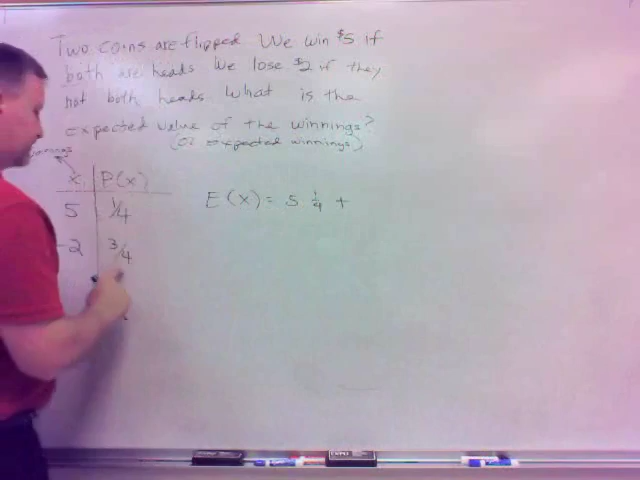 Two coins are flipped We win $5 if
both are heads We lose $2 if they
not both heads What is the
expected value of the winnings?
(or expected winnings)
winnings
x P(x)
5 1/4
-2 3/4
E(x) = 5 1/4 +
EXPO